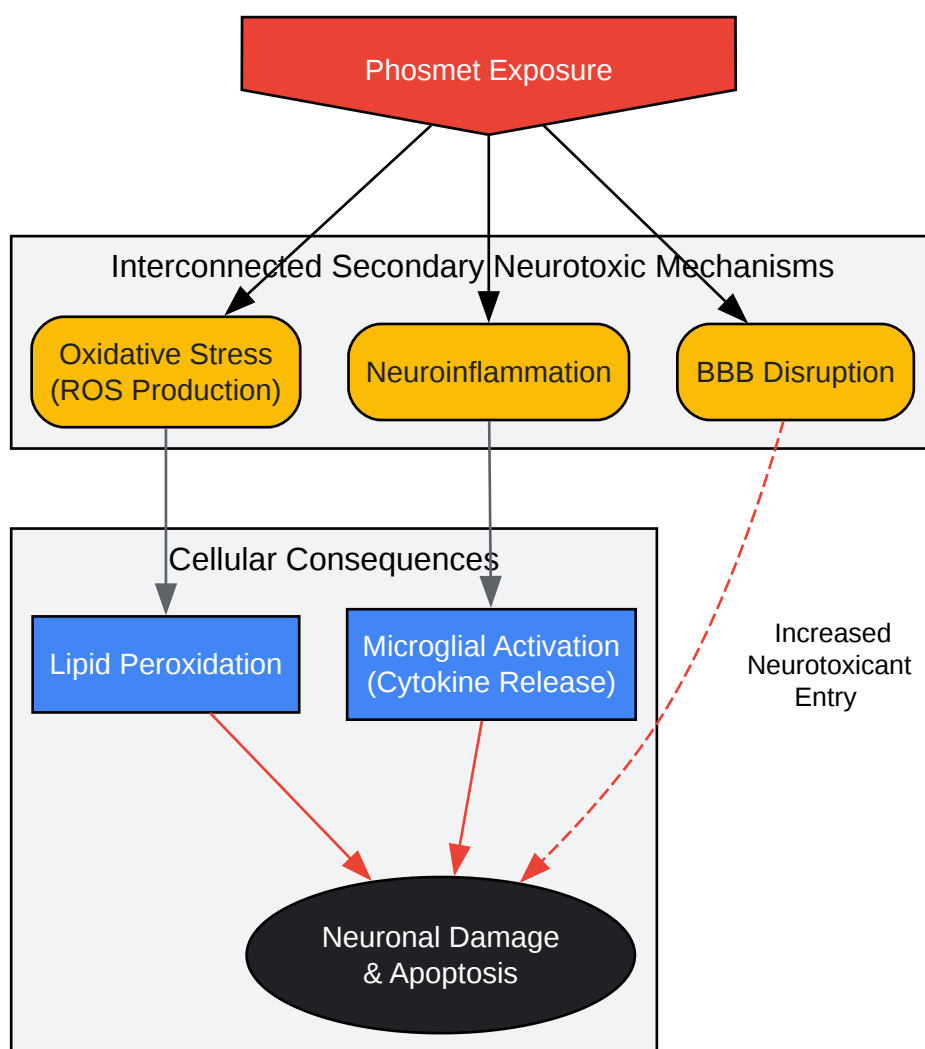 Phosmet Exposure
Interconnected Secondary Neurotoxic Mechanisms
Oxidative Stress
(ROS Production)
Neuroinflammation
BBB Disruption
Cellular Consequences
Lipid Peroxidation
Microglial Activation
(Cytokine Release)
Increased
Neurotoxicant
Entry
Neuronal Damage
& Apoptosis